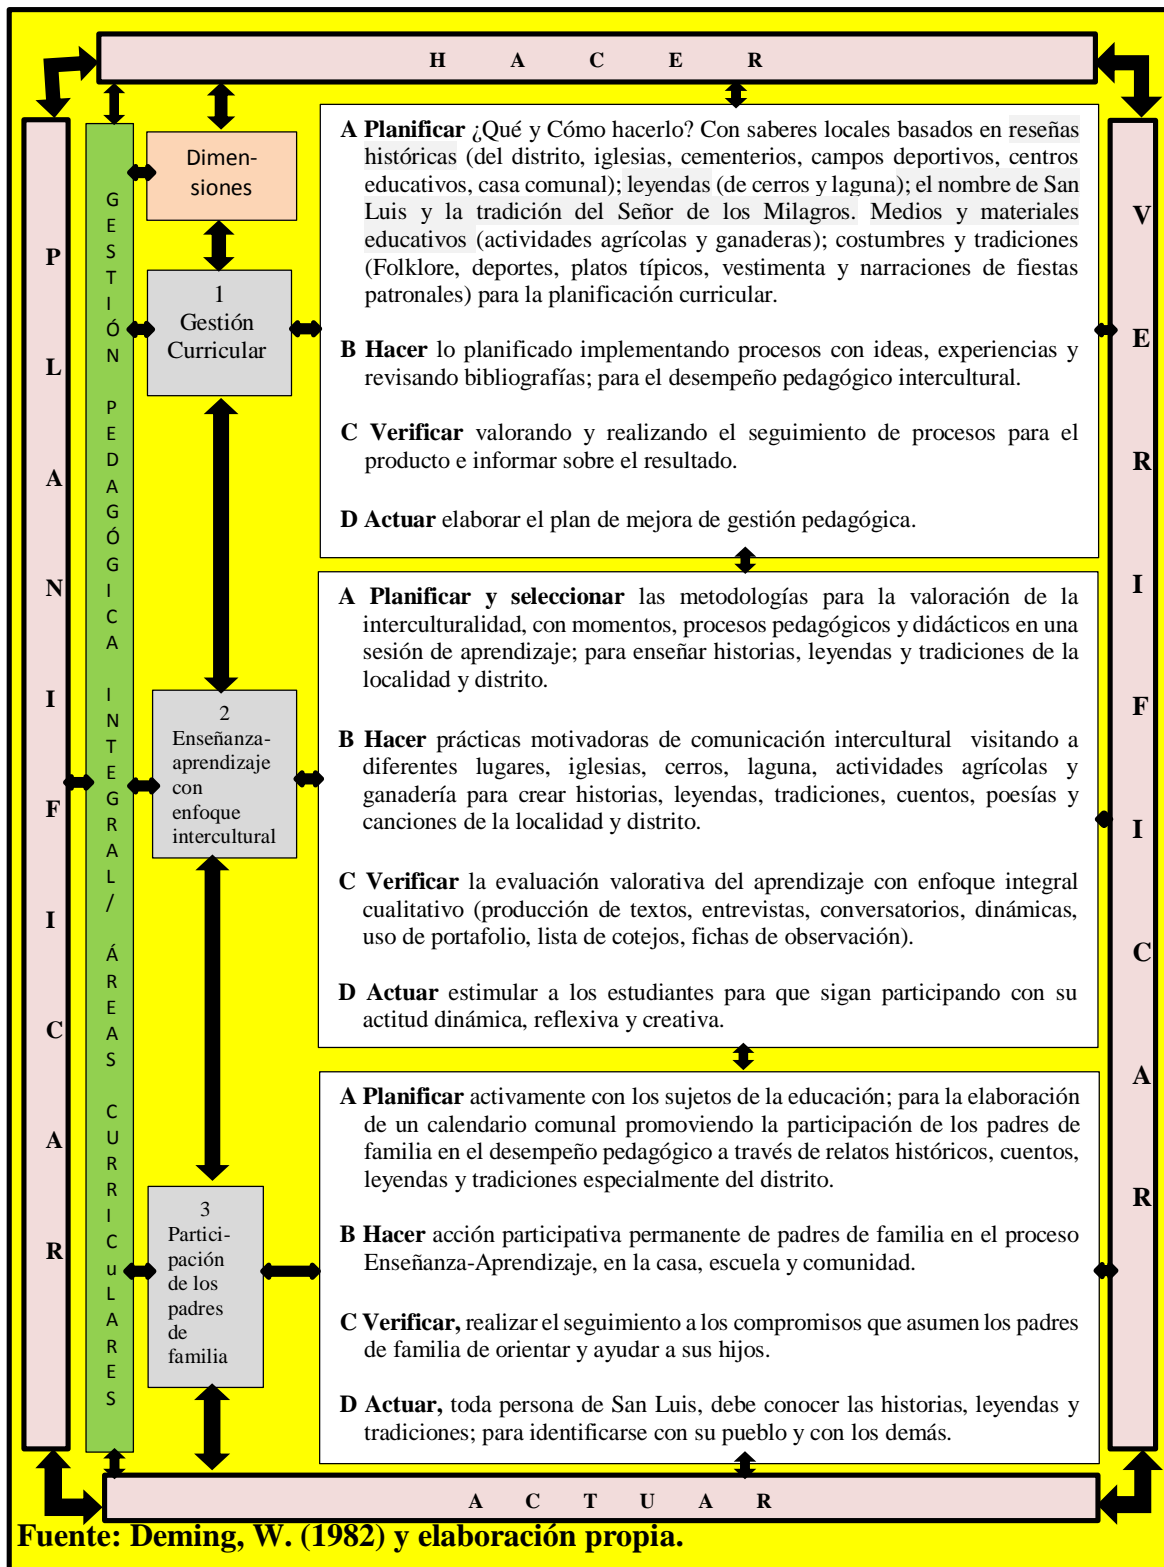 H A C E R
P L A N I F I C A R
GESTIÓN PEDAGÓGICA INTEGRAL/ ÁREAS CURRICuLARES
Dimen-
siones
1
Gestión
Curricular
A Planificar ¿Qué y Cómo hacerlo? Con saberes locales basados en reseñas
históricas (del distrito, iglesias, cementerios, campos deportivos, centros
educativos, casa comunal); leyendas (de cerros y laguna); el nombre de San
Luis y la tradición del Señor de los Milagros. Medios y materiales
educativos (actividades agrícolas y ganaderas); costumbres y tradiciones
(Folklore, deportes, platos típicos, vestimenta y narraciones de fiestas
patronales) para la planificación curricular.
B Hacer lo planificado implementando procesos con ideas, experiencias y
revisando bibliografías; para el desempeño pedagógico intercultural.
C Verificar valorando y realizando el seguimiento de procesos para el
producto e informar sobre el resultado.
D Actuar elaborar el plan de mejora de gestión pedagógica.
2
Enseñanza-
aprendizaje
con
enfoque
intercultural
A Planificar y seleccionar las metodologías para la valoración de la
interculturalidad, con momentos, procesos pedagógicos y didácticos en una
sesión de aprendizaje; para enseñar historias, leyendas y tradiciones de la
localidad y distrito.
B Hacer prácticas motivadoras de comunicación intercultural visitando a
diferentes lugares, iglesias, cerros, laguna, actividades agrícolas y
ganadería para crear historias, leyendas, tradiciones, cuentos, poesías y
canciones de la localidad y distrito.
C Verificar la evaluación valorativa del aprendizaje con enfoque integral
cualitativo (producción de textos, entrevistas, conversatorios, dinámicas,
uso de portafolio, lista de cotejos, fichas de observación).
D Actuar estimular a los estudiantes para que sigan participando con su
actitud dinámica, reflexiva y creativa.
3
Partici-
pación
de los
padres
de
familia
A Planificar activamente con los sujetos de la educación; para la elaboración
de un calendario comunal promoviendo la participación de los padres de
familia en el desempeño pedagógico a través de relatos históricos, cuentos,
leyendas y tradiciones especialmente del distrito.
B Hacer acción participativa permanente de padres de familia en el proceso
Enseñanza-Aprendizaje, en la casa, escuela y comunidad.
C Verificar, realizar el seguimiento a los compromisos que asumen los padres
de familia de orientar y ayudar a sus hijos.
D Actuar, toda persona de San Luis, debe conocer las historias, leyendas y
tradiciones; para identificarse con su pueblo y con los demás.
V E R I F I C A R
A C T U A R
Fuente: Deming, W. (1982) y elaboración propia.